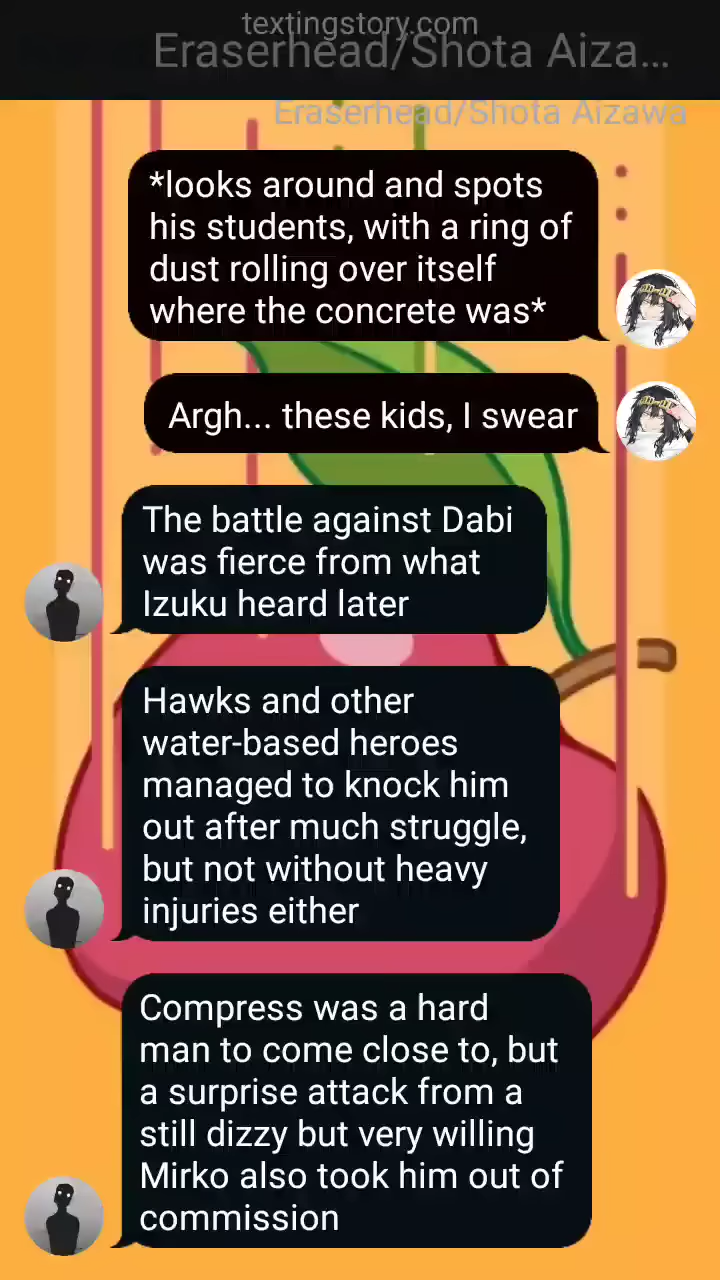 textingstory.com
Eraserhead/Shota Aiza...
Eraserhead/Shota Aizawa
*looks around and spots
his students, with a ring of
dust rolling over itself
where the concrete was*
Argh... these kids, I swear
The battle against Dabi
was fierce from what
Izuku heard later
Hawks and other
water-based heroes
managed to knock him
out after much struggle,
but not without heavy
injuries either
Compress was a hard
man to come close to, but
a surprise attack from a
still dizzy but very willing
Mirko also took him out of
commission